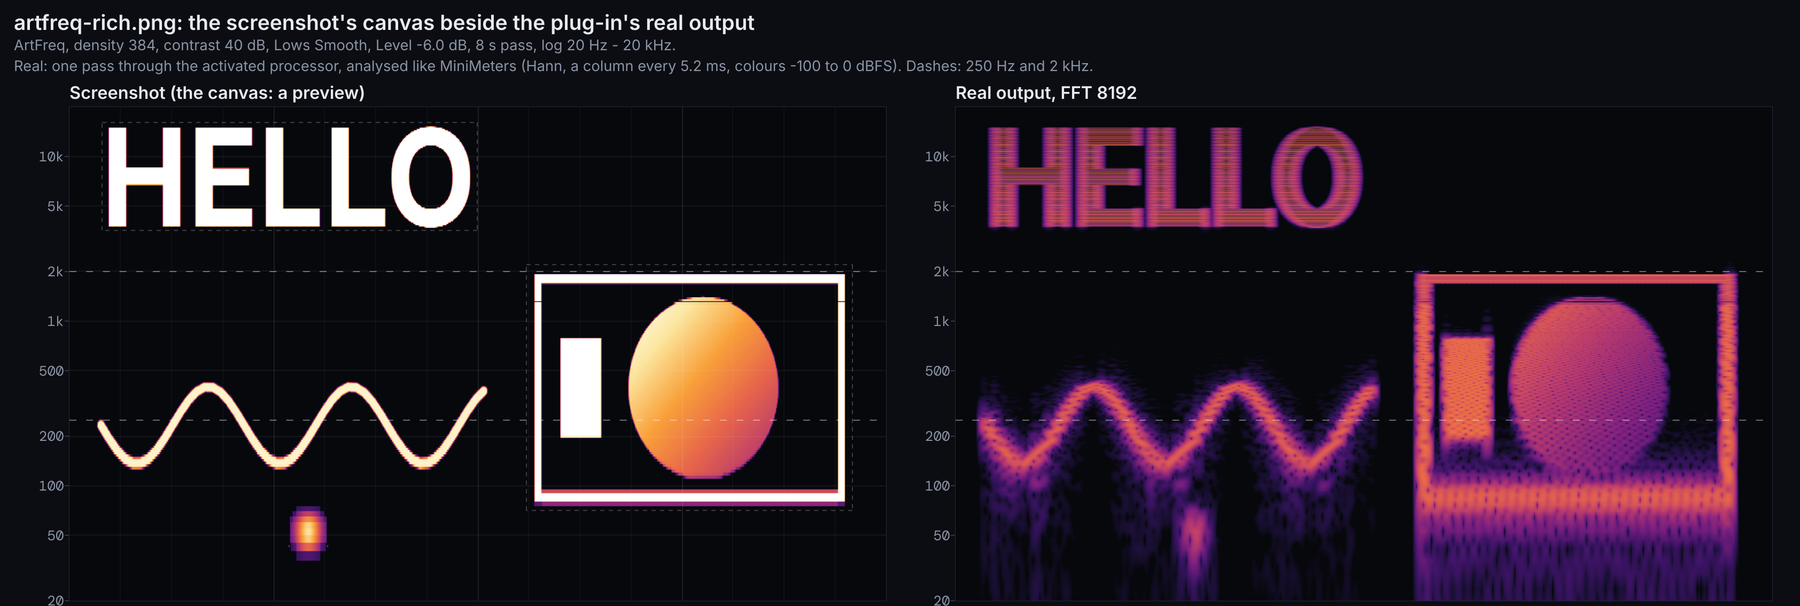 artfreq-rich.png: the screenshot's canvas beside the plug-in's real output
ArtFreq, density 384, contrast 40 dB, Lows Smooth, Level -6.0 dB, 8 s pass, log 20 Hz - 20 kHz.
Real: one pass through the activated processor, analysed like MiniMeters (Hann, a column every 5.2 ms, colours -100 to 0 dBFS). Dashes: 250 Hz and 2 kHz.
Screenshot (the canvas: a preview)
10k
5k
2k
1k
500
200
100
50
20
HELLO
Real output, FFT 8192
10k
5k
2k
1k
500
200
100
50
20
HELLO